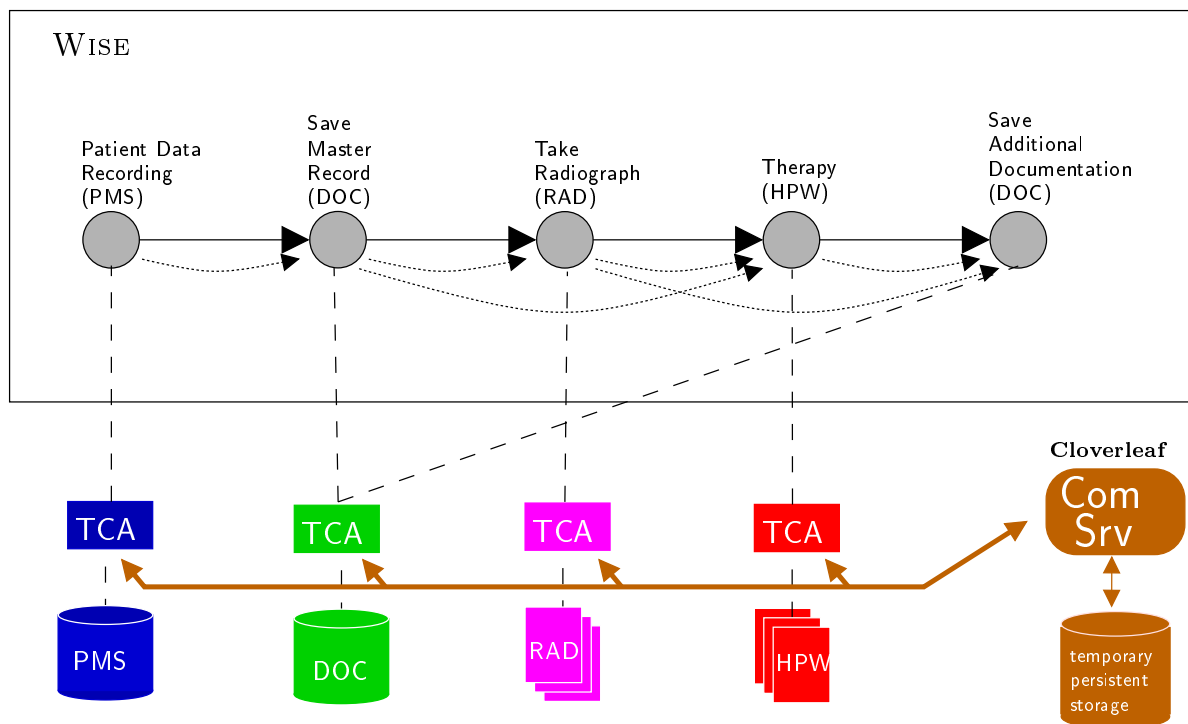 WISE
Patient Data
Recording
(PMS)
Save
Master
Record
(DOC)
Take
Radiograph
(RAD)
Therapy
(HPW)
Save
Additional
Documentation
(DOC)
Cloverleaf
Com
Srv
TCA
TCA
TCA
TCA
PMS
DOC
RAD
HPW
temporary
persistent
storage